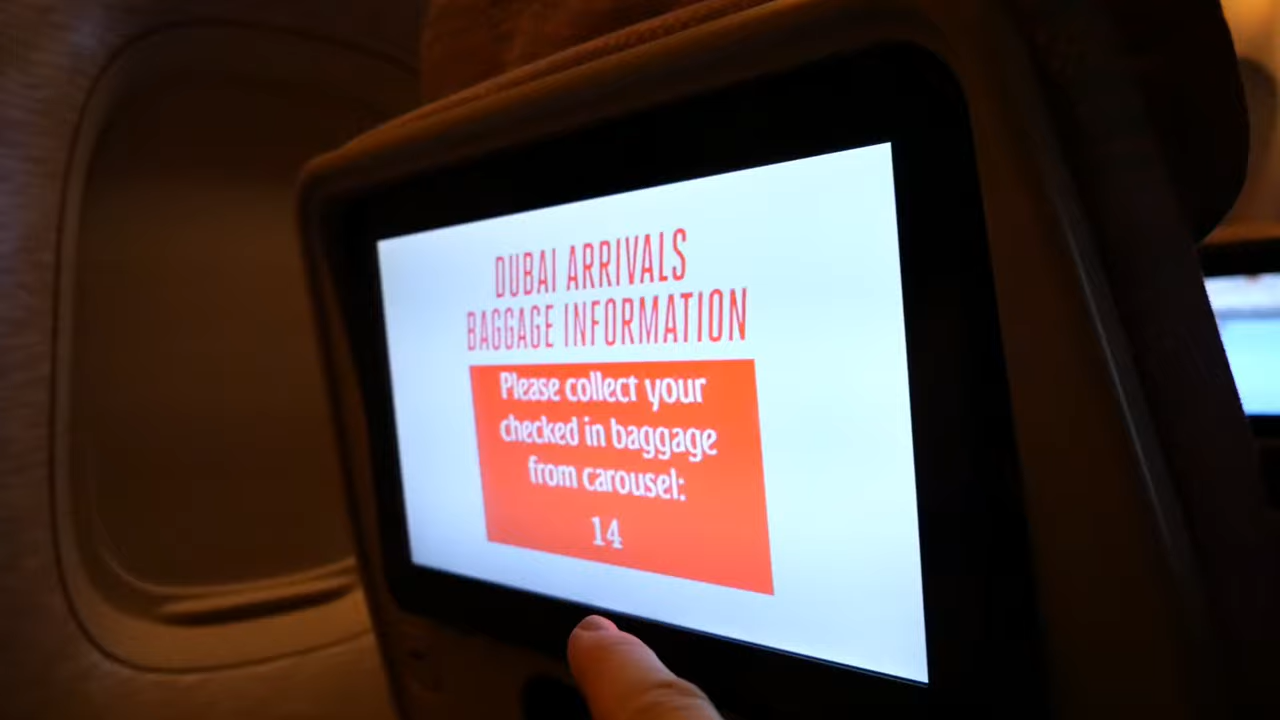 DUBAI ARRIVALS
BAGGAGE INFORMATION
Please collect your
checked in baggage
from carousel:
14